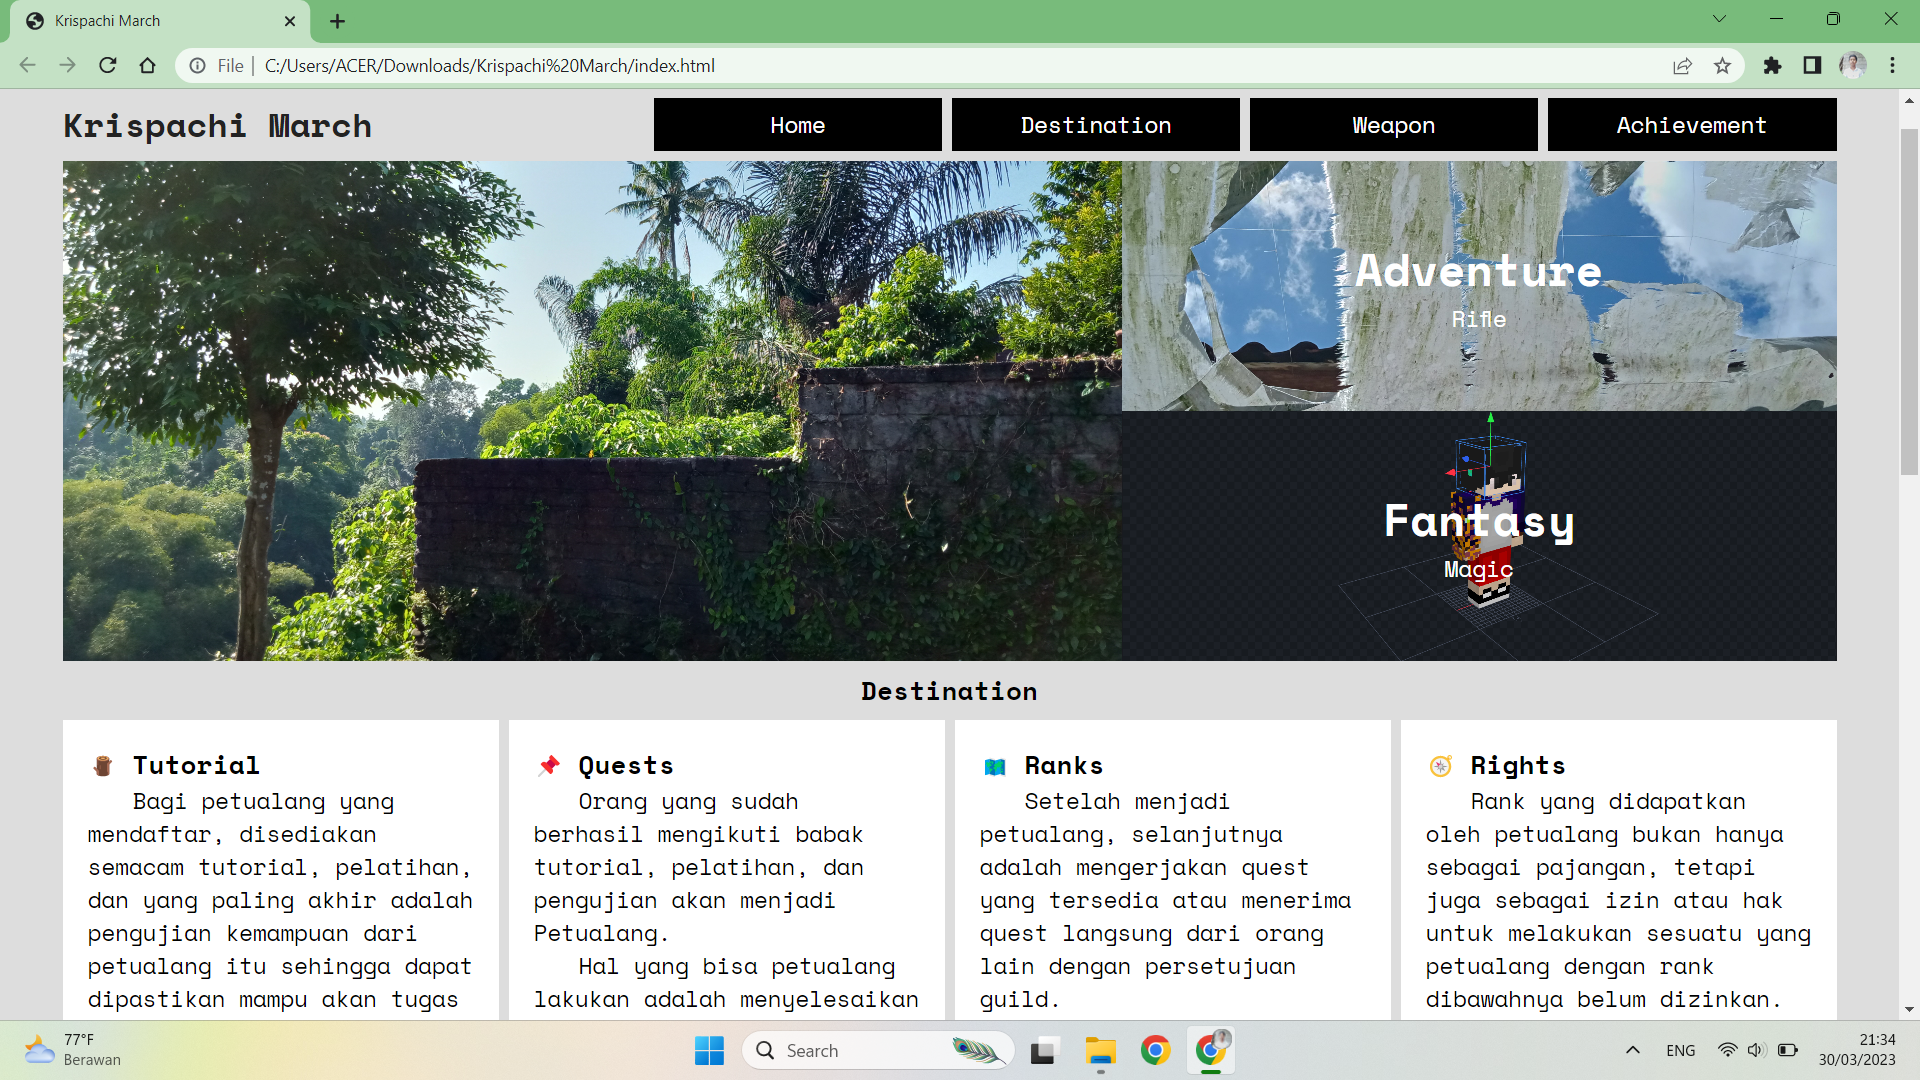 Krispachi March
File
C:/Users/ACER/Downloads/Krispachi%20March/index.html
Krispachi March
Home
Destination
Weapon
Achievement
Adventure
Rifle
Fantasy
Magic
Destination
Tutorial
Bagi petualang yang
mendaftar, disediakan
semacam tutorial, pelatihan,
dan yang paling akhir adalah
pengujian kemampuan dari
petualang itu sehingga dapat
dipastikan mampu akan tugas
Quests
Orang yang sudah
berhasil mengikuti babak
tutorial, pelatihan, dan
pengujian akan menjadi
Petualang.
Hal yang bisa petualang
lakukan adalah menyelesaikan
Ranks
Setelah menjadi
petualang, selanjutnya
adalah mengerjakan quest
yang tersedia atau menerima
quest langsung dari orang
lain dengan persetujuan
guild.
Rights
Rank yang didapatkan
oleh petualang bukan hanya
sebagai pajangan, tetapi
juga sebagai izin atau hak
untuk melakukan sesuatu yang
petualang dengan rank
dibawahnya belum dizinkan.
77°F
Berawan
Search
ENG
21:34
30/03/2023